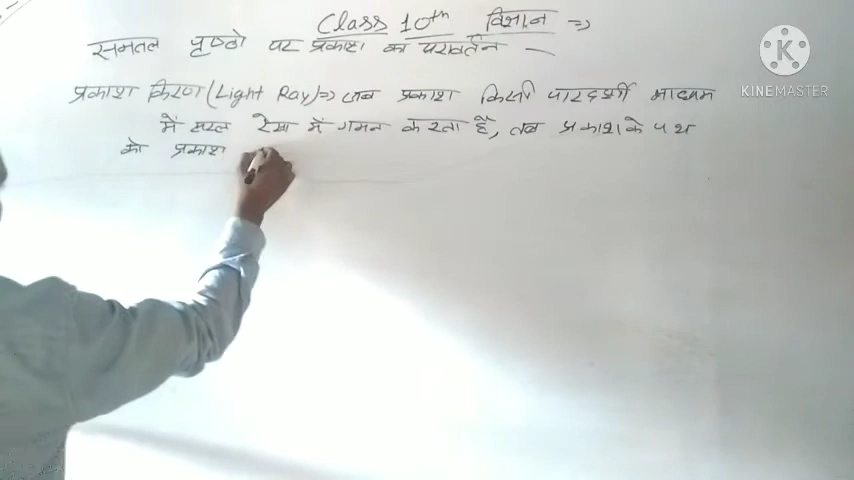 Class 10th विज्ञान =>
समतल पृष्ठो पर प्रकाश का परावर्तन —
प्रकाश किरण (Light Ray) => जब प्रकाश किसी पारदर्शी माध्यम
में सरल रेखा में गमन करता है, तब प्रकाश के पथ
को प्रकाश
KINEMASTER